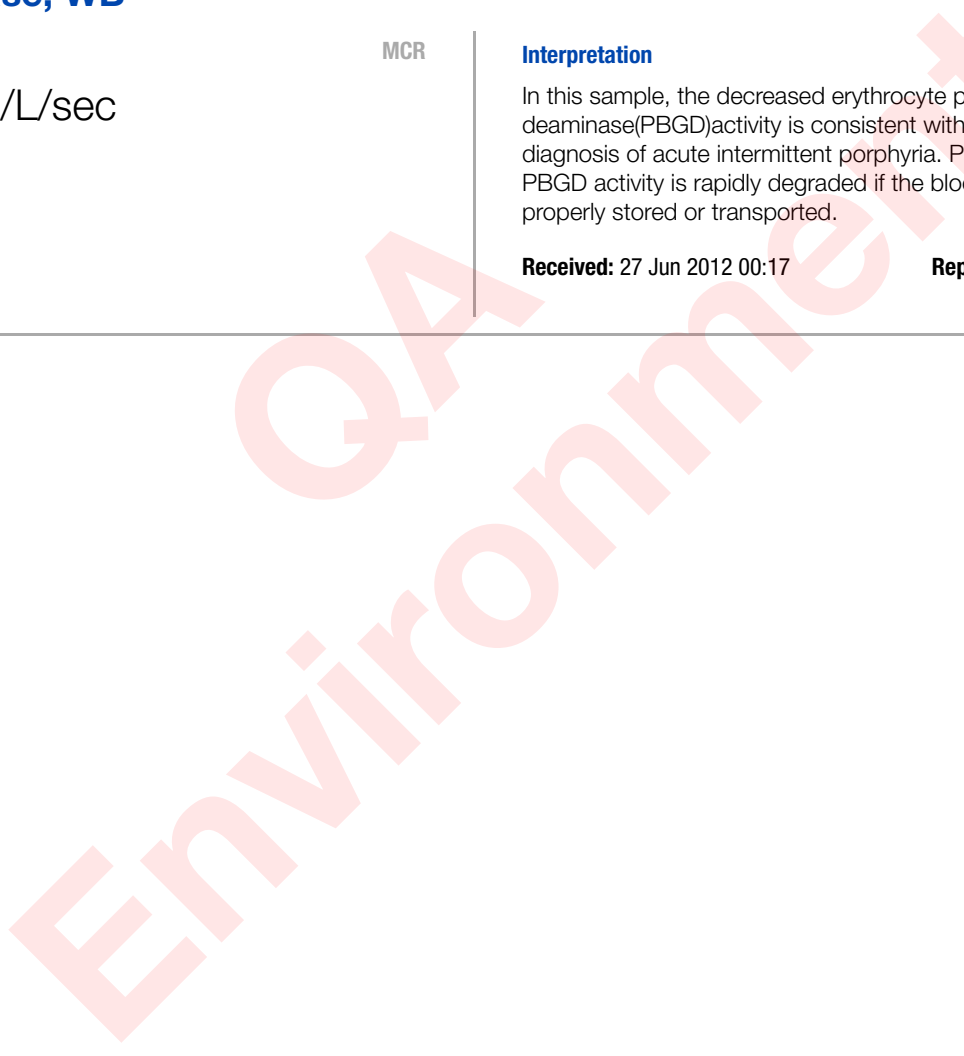 se, WB
MCR
/L/sec
Interpretation
In this sample, the decreased erythrocyte p
deaminase(PBGD)activity is consistent with
diagnosis of acute intermittent porphyria. P
PBGD activity is rapidly degraded if the bloo
properly stored or transported.
Received: 27 Jun 2012 00:17
Rep
QA
Environment